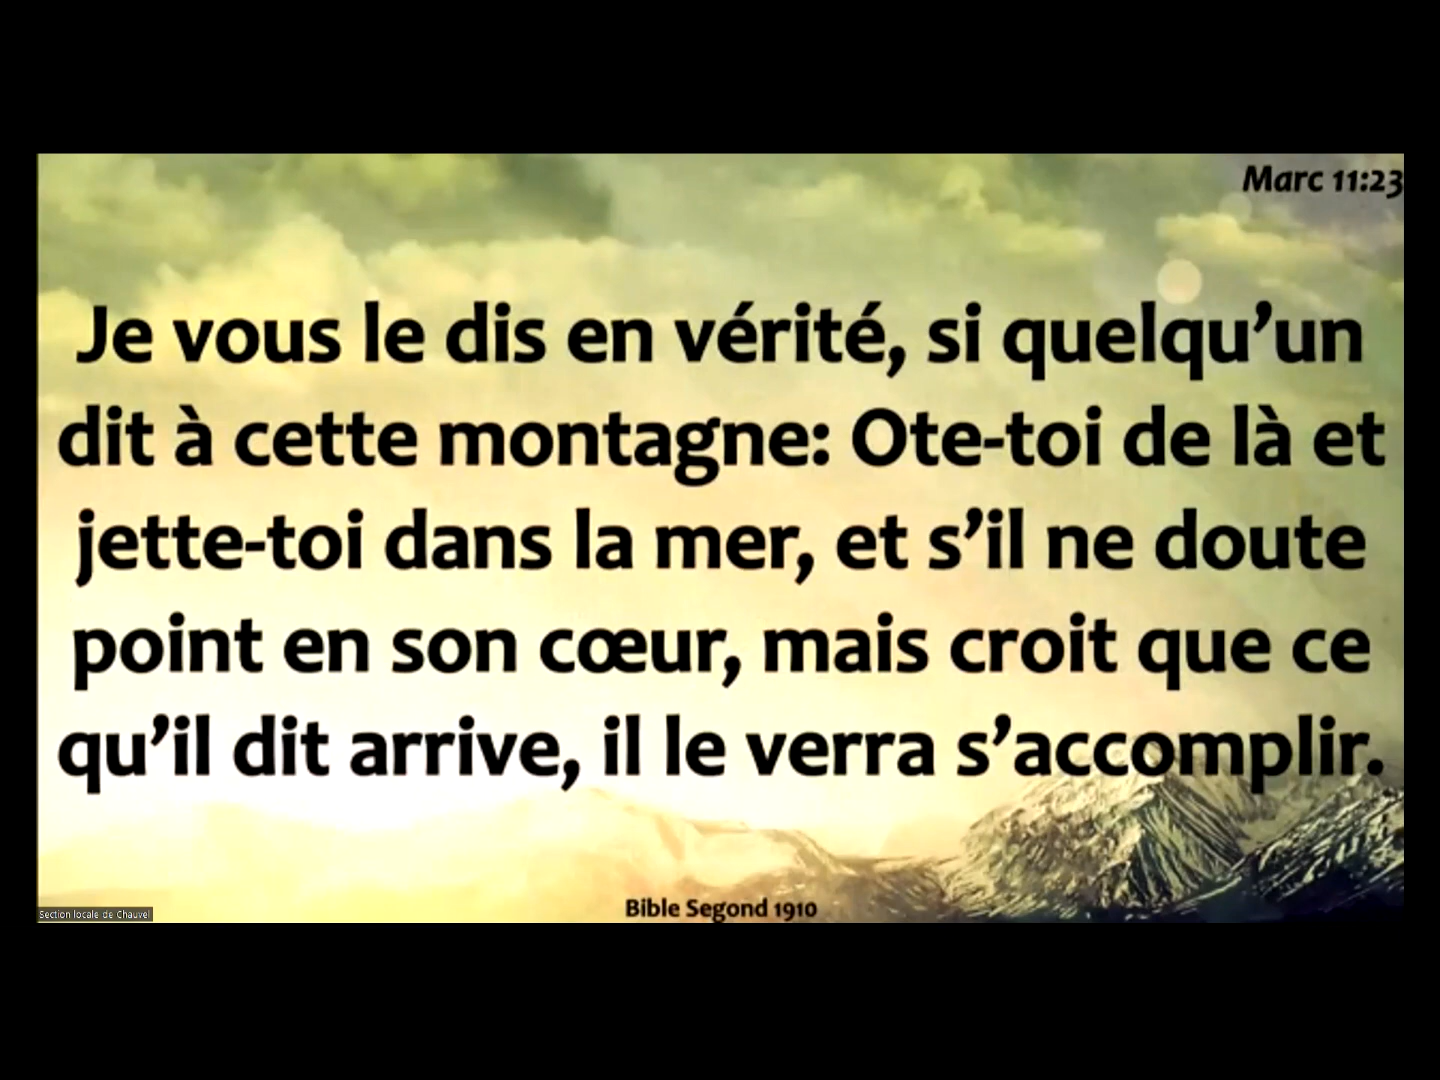 Marc 11:23
Je vous le dis en vérité, si quelqu’un
dit à cette montagne: Ote-toi de là et
jette-toi dans la mer, et s’il ne doute
point en son cœur, mais croit que ce
qu’il dit arrive, il le verra s’accomplir.
Bible Segond 1910
Section locale de Chauvel